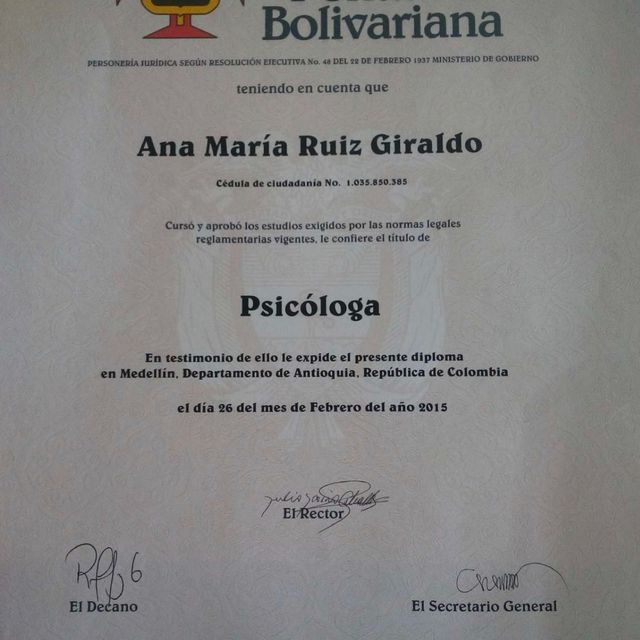 Bolivariana
PERSONERÍA JURÍDICA SEGÚN RESOLUCIÓN EJECUTIVA No. 48 DEL 22 DE FEBRERO 1937 MINISTERIO DE GOBIERNO
teniendo en cuenta que
Ana María Ruiz Giraldo
Cédula de ciudadanía No. 1.035.850.385
Cursó y aprobó los estudios exigidos por las normas legales
reglamentarias vigentes, le confiere el título de
Psicóloga
En testimonio de ello le expide el presente diploma
en Medellín, Departamento de Antioquia, República de Colombia
el día 26 del mes de Febrero del año 2015
El Rector
El Decano
El Secretario General